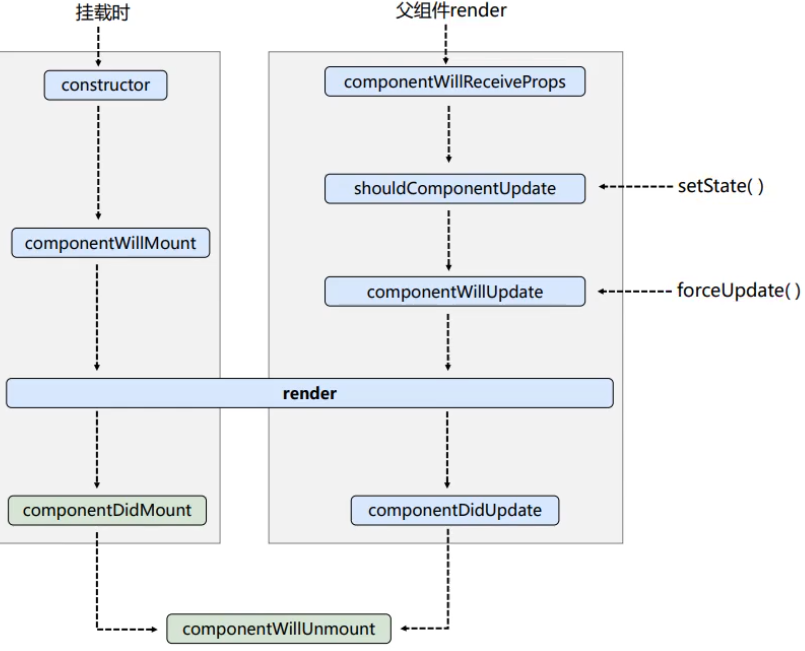 挂载时
父组件render
constructor
componentWillReceiveProps
shouldComponentUpdate
setState( )
componentWillMount
componentWillUpdate
forceUpdate( )
render
componentDidMount
componentDidUpdate
componentWillUnmount